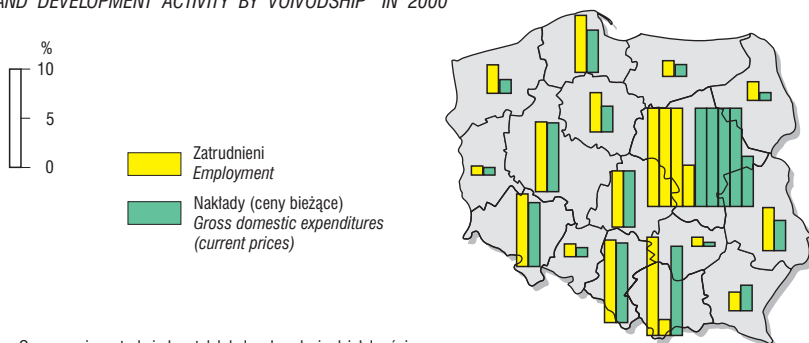 AND DEVELOPMENT ACTIVITY BY VOIVODSHIP IN 2000
%
10
5
0
Zatrudnieni
Employment
Nakłady (ceny bieżące)
Gross domestic expenditures
(current prices)